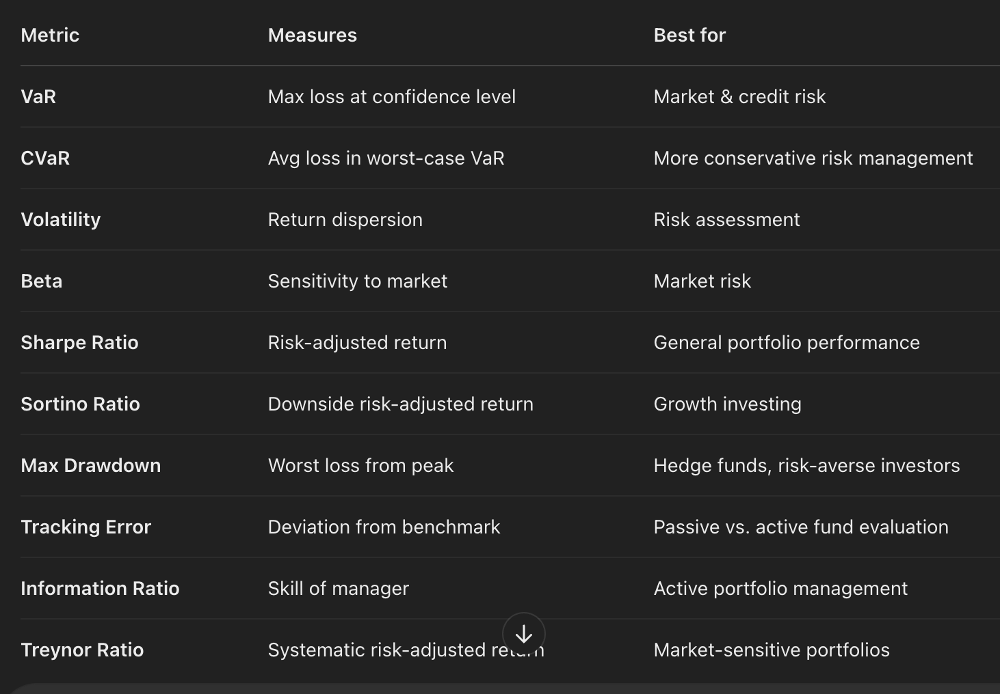 Metric Measures Best for
VaR Max loss at confidence level Market & credit risk
CVaR Avg loss in worst-case VaR More conservative risk management
Volatility Return dispersion Risk assessment
Beta Sensitivity to market Market risk
Sharpe Ratio Risk-adjusted return General portfolio performance
Sortino Ratio Downside risk-adjusted return Growth investing
Max Drawdown Worst loss from peak Hedge funds, risk-averse investors
Tracking Error Deviation from benchmark Passive vs. active fund evaluation
Information Ratio Skill of manager Active portfolio management
Treynor Ratio Systematic risk-adjusted return Market-sensitive portfolios